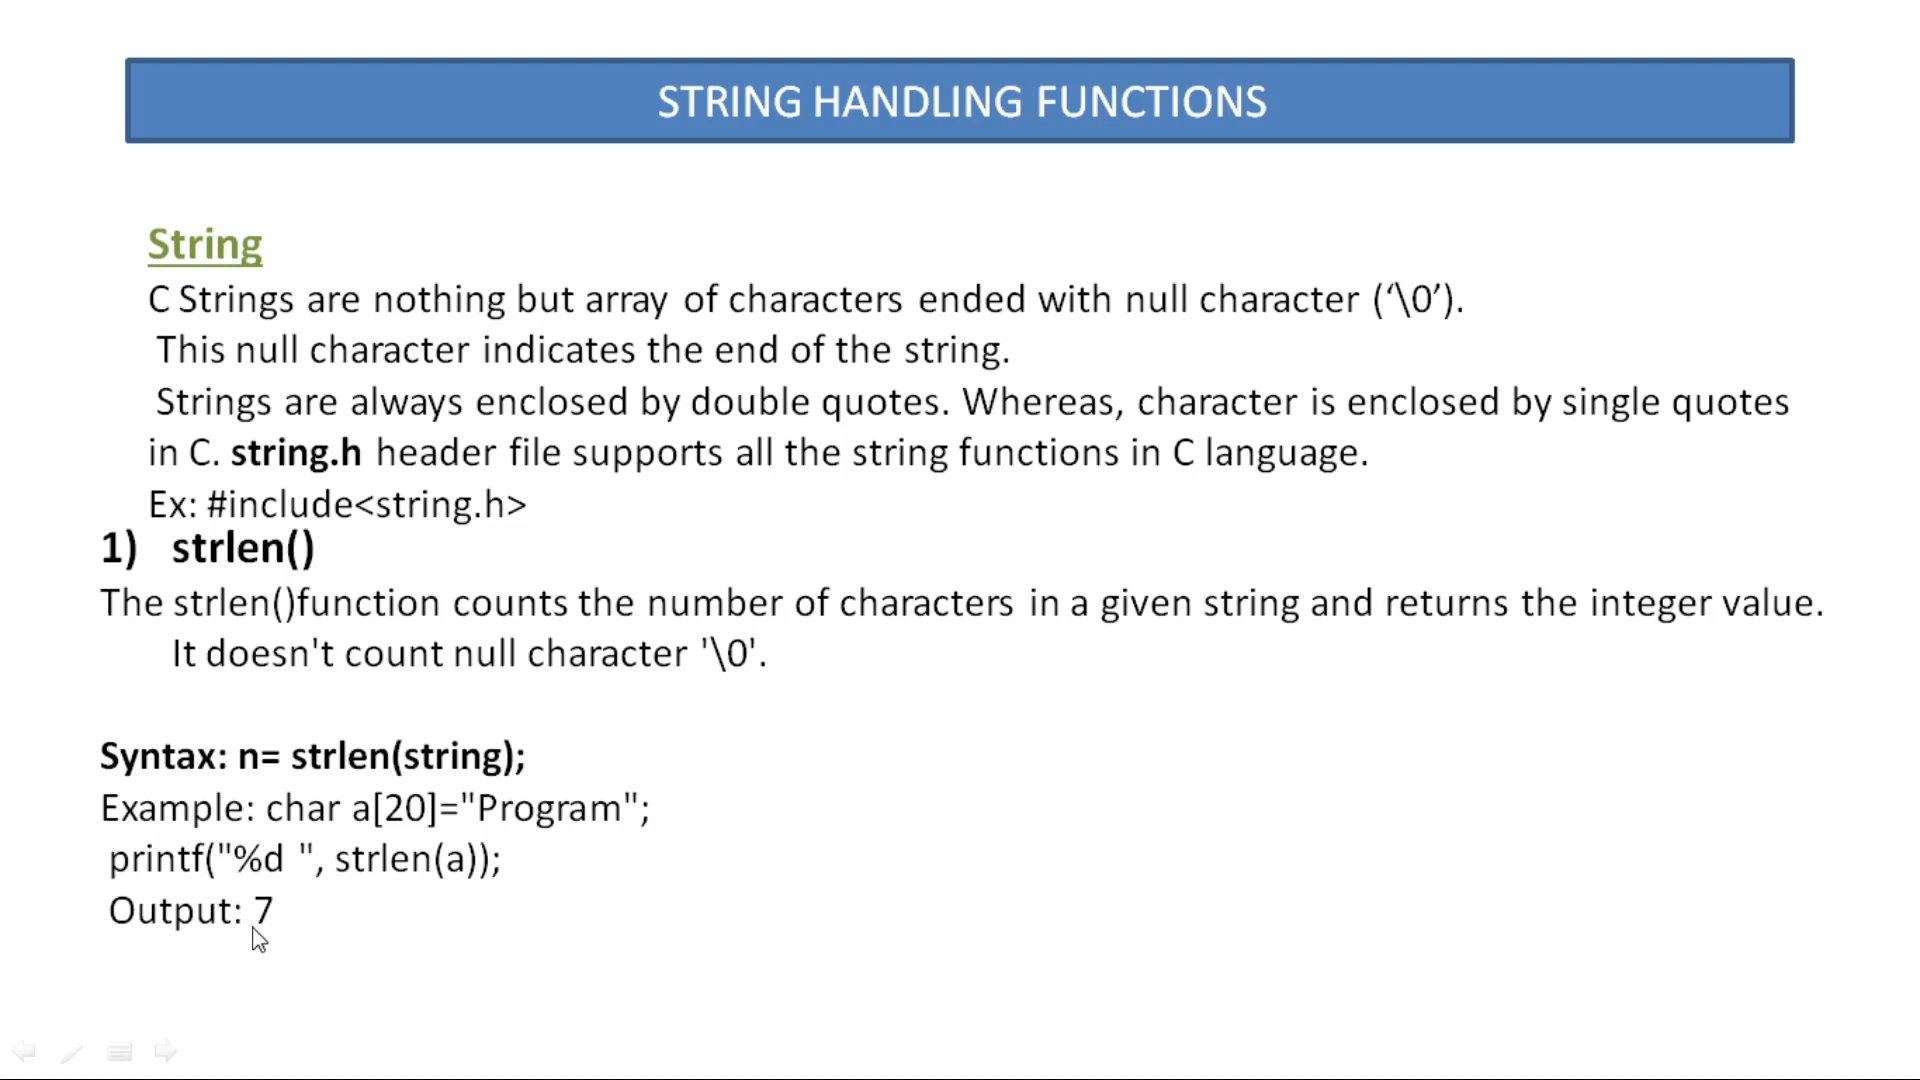 STRING HANDLING FUNCTIONS
String
C Strings are nothing but array of characters ended with null character (‘\0’).
This null character indicates the end of the string.
Strings are always enclosed by double quotes. Whereas, character is enclosed by single quotes
in C. string.h header file supports all the string functions in C language.
Ex: #include<string.h>
1) strlen()
The strlen()function counts the number of characters in a given string and returns the integer value.
It doesn't count null character '\0'.
Syntax: n= strlen(string);
Example: char a[20]="Program";
printf("%d ", strlen(a));
Output: 7